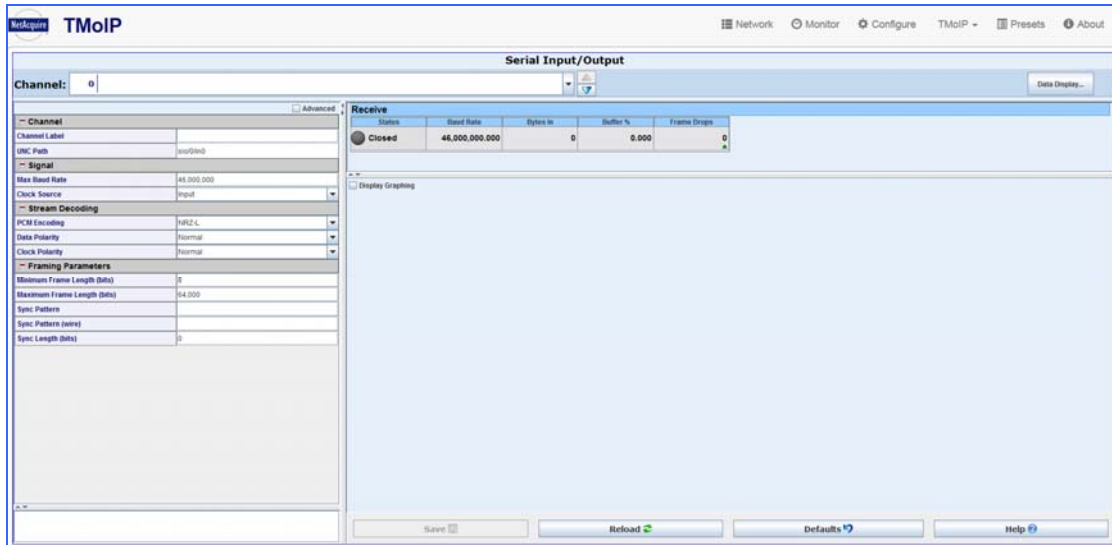 NetAcquire TMoIP Network Monitor Configure TMoIP Presets About
Serial Input/Output
Channel: 0 Data Display...
Advanced
Channel
Channel Label
UNC Path sio/0/in0
Signal
Max Baud Rate 46,000,000
Clock Source Input
Stream Decoding
PCM Encoding NRZ-L
Data Polarity Normal
Clock Polarity Normal
Framing Parameters
Minimum Frame Length (bits) 8
Maximum Frame Length (bits) 64,000
Sync Pattern
Sync Pattern (wire)
Sync Length (bits) 0
Receive
Status Baud Rate Bytes In Buffer % Frame Drops
Closed 46,000,000.000 0 0.000 0
Display Graphing
Save Reload Defaults Help